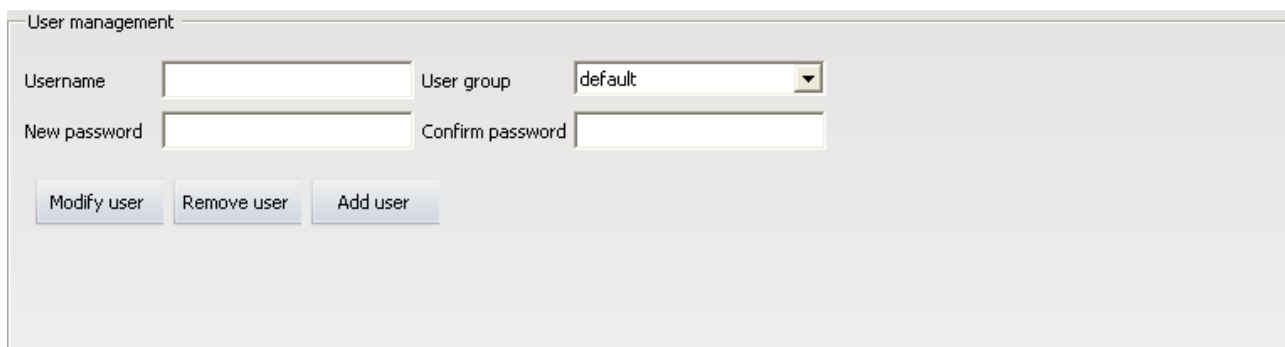 User management
Username User group default
New password Confirm password
Modify user Remove user Add user